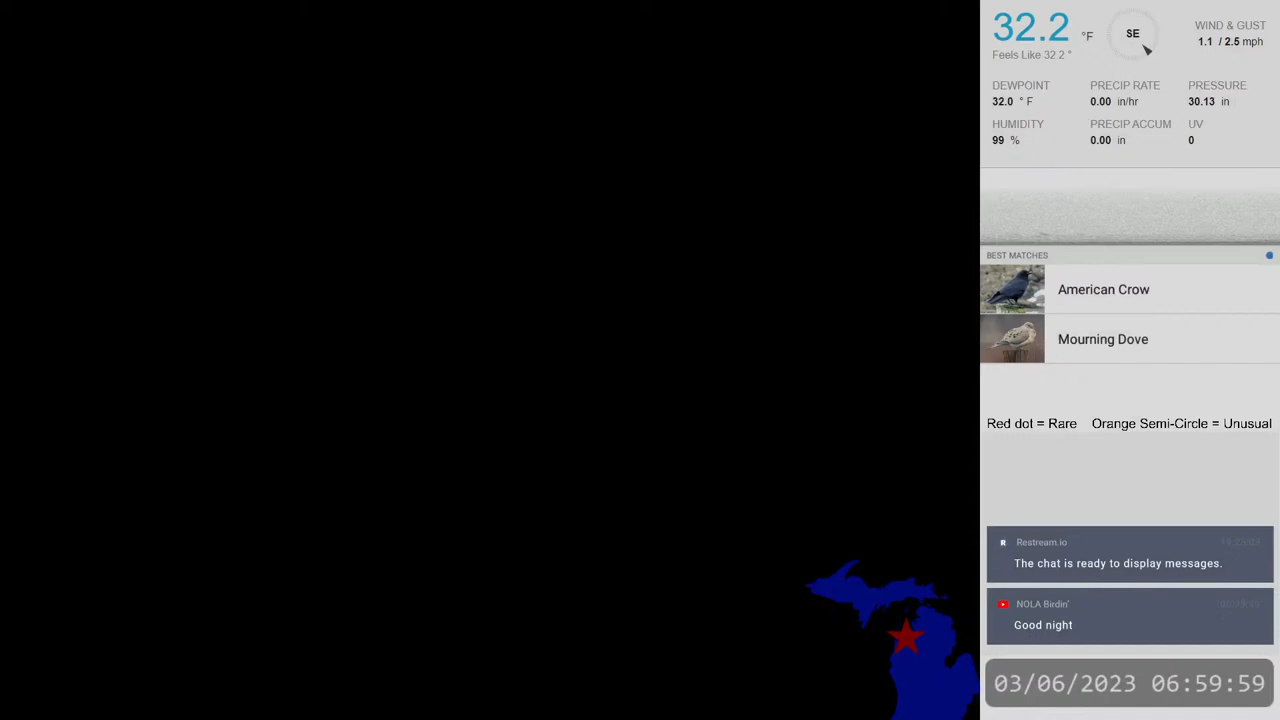 32.2 °F
Feels Like 32.2 °
SE
WIND & GUST
1.1 / 2.5 mph
DEWPOINT
32.0 ° F
PRECIP RATE
0.00 in/hr
PRESSURE
30.13 in
HUMIDITY
99 %
PRECIP ACCUM
0.00 in
UV
0
BEST MATCHES
American Crow
Mourning Dove
Red dot = Rare Orange Semi-Circle = Unusual
R Restream.io
The chat is ready to display messages.
NOLA Birdin'
Good night
03/06/2023 06:59:59